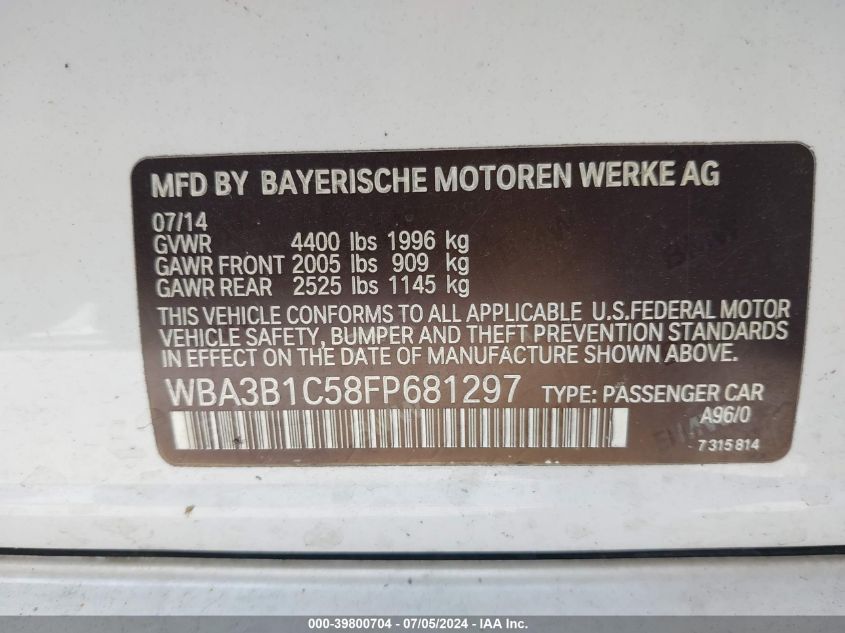 MFD BY BAYERISCHE MOTOREN WERKE AG
07/14
GVWR 4400 lbs 1996 kg
GAWR FRONT 2005 lbs 909 kg
GAWR REAR 2525 lbs 1145 kg
THIS VEHICLE CONFORMS TO ALL APPLICABLE U.S.FEDERAL MOTOR
VEHICLE SAFETY, BUMPER AND THEFT PREVENTION STANDARDS
IN EFFECT ON THE DATE OF MANUFACTURE SHOWN ABOVE.
WBA3B1C58FP681297 TYPE: PASSENGER CAR
A96/0
7315814
000-39800704 - 07/05/2024 - IAA Inc.